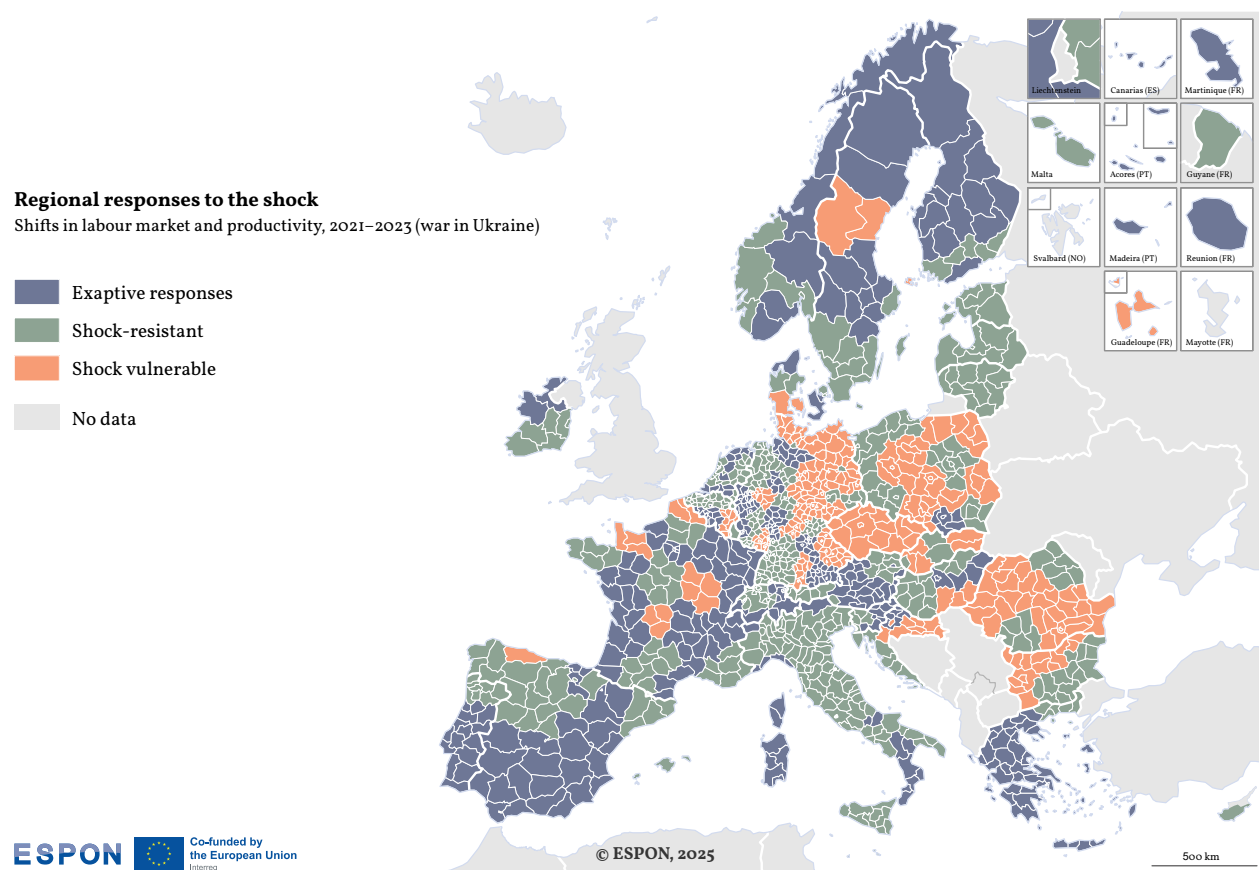 Regional responses to the shock
Shifts in labour market and productivity, 2021–2023 (war in Ukraine)
Exaptive responses
Shock-resistant
Shock vulnerable
No data
Liechtenstein
Canarias (ES)
Martinique (FR)
Malta
Acores (PT)
Guyane (FR)
Svalbard (NO)
Madeira (PT)
Reunion (FR)
Guadeloupe (FR)
Mayotte (FR)
ESPON
Co-funded by
the European Union
Interreg
© ESPON, 2025
500 km